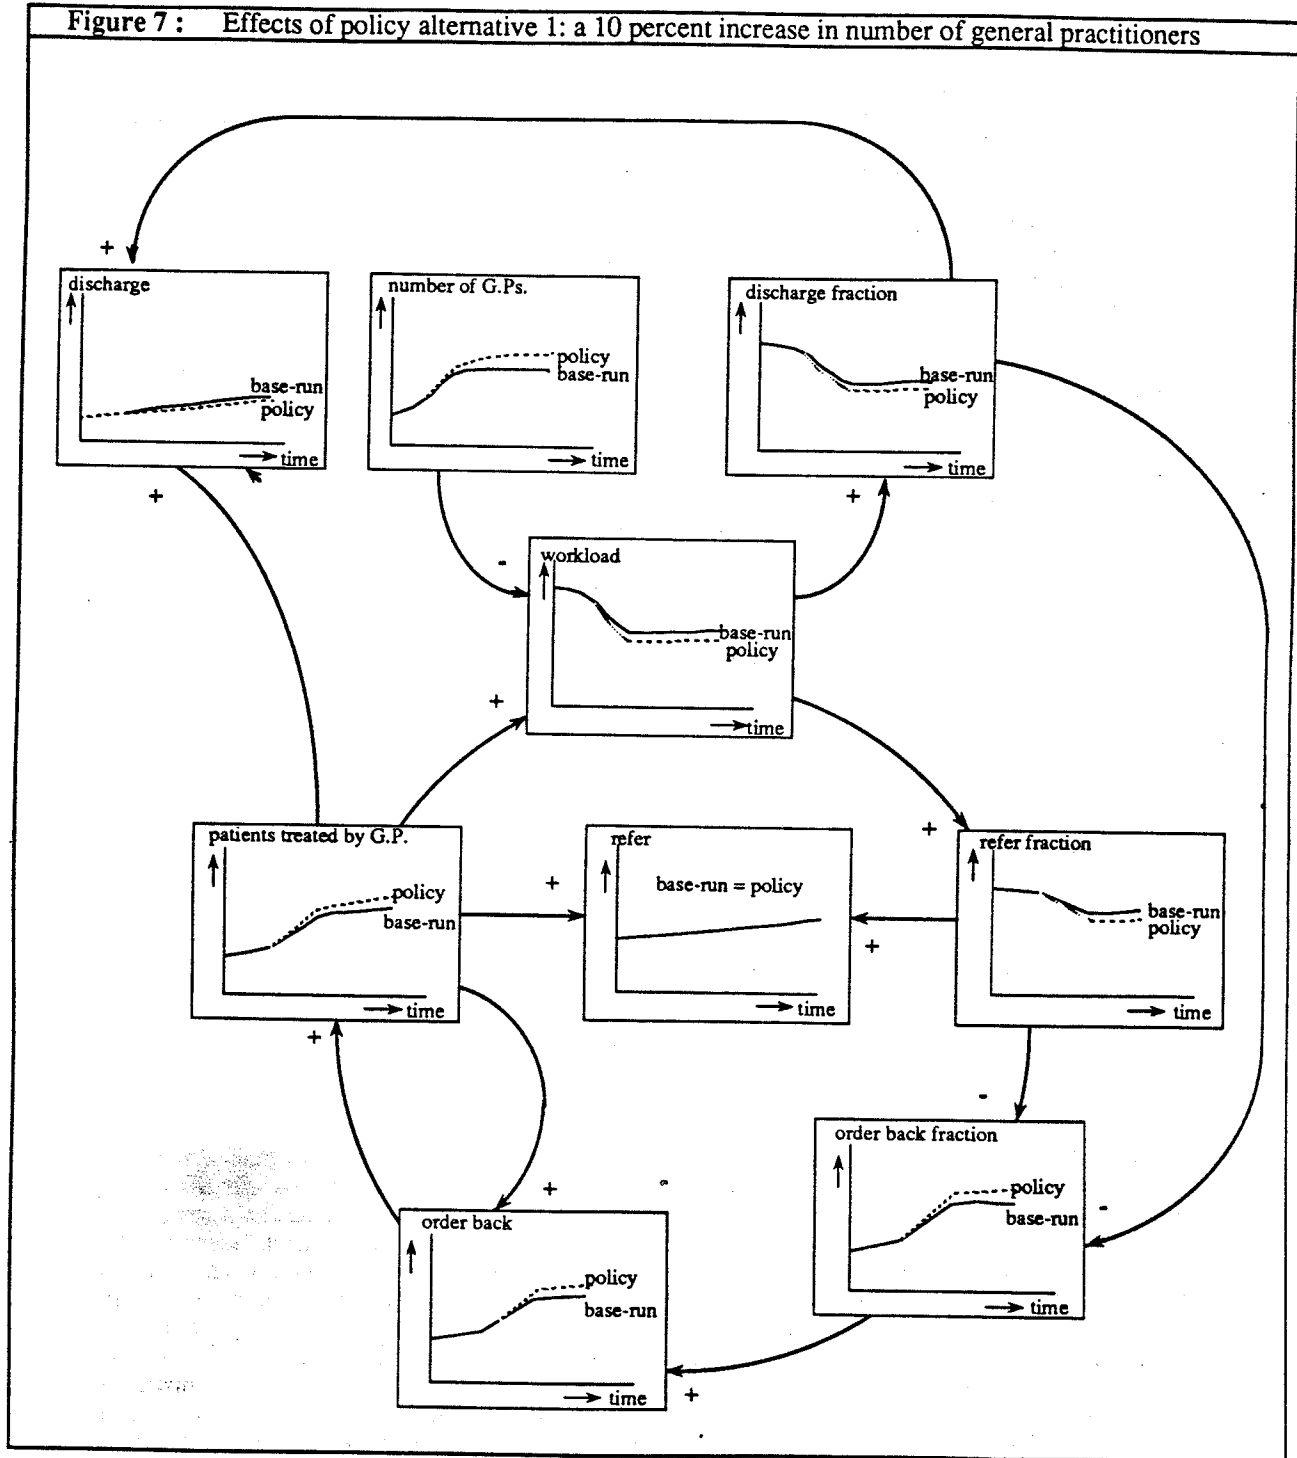 Figure 7 : Effects of policy alternative 1: a 10 percent increase in number of general practitioners
+
discharge
base-run
policy
time
+
number of G.Ps.
policy
base-run
time
-
discharge fraction
base-run
policy
time
+
workload
base-run
policy
time
+
patients treated by G.P.
policy
base-run
time
+
+
refer
base-run = policy
time
+
+
refer fraction
base-run
policy
time
-
order back fraction
policy
base-run
time
-
+
order back
policy
base-run
time
+